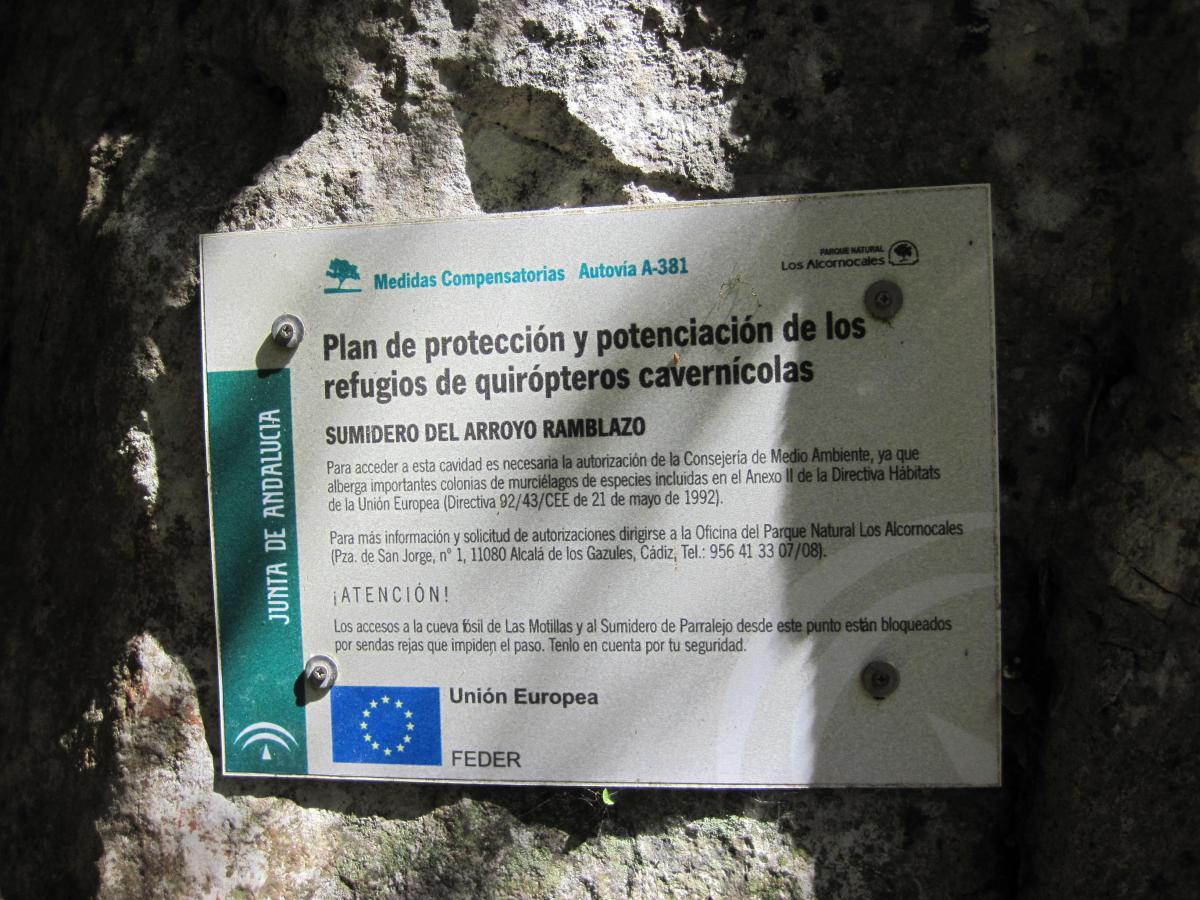 Medidas Compensatorias Autovía A-381
PARQUE NATURAL
Los Alcornocales
Plan de protección y potenciación de los
refugios de quirópteros cavernícolas
SUMIDERO DEL ARROYO RAMBLAZO
Para acceder a esta cavidad es necesaria la autorización de la Consejería de Medio Ambiente, ya que
alberga importantes colonias de murciélagos de especies incluidas en el Anexo II de la Directiva Hábitats
de la Unión Europea (Directiva 92/43/CEE de 21 de mayo de 1992).
Para más información y solicitud de autorizaciones dirigirse a la Oficina del Parque Natural Los Alcornocales
(Pza. de San Jorge, nº 1, 11080 Alcalá de los Gazules, Cádiz, Tel.: 956 41 33 07/08).
¡ATENCIÓN!
Los accesos a la cueva fósil de Las Motillas y al Sumidero de Parralejo desde este punto están bloqueados
por sendas rejas que impiden el paso. Tenlo en cuenta por tu seguridad.
JUNTA DE ANDALUCIA
Unión Europea
FEDER